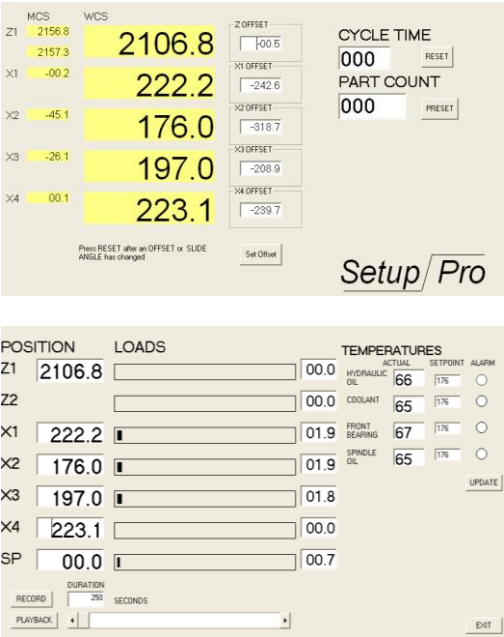 MCS WCS
Z1 2156.8 2106.8 Z OFFSET -00.5
2157.3
X1 -00.2 222.2 X1 OFFSET -242.6
X2 -45.1 176.0 X2 OFFSET -318.7
X3 -26.1 197.0 X3 OFFSET -208.9
X4 00.1 223.1 X4 OFFSET -239.7
Press RESET after an OFFSET or SLIDE
ANGLE has changed
Set Offset
CYCLE TIME
000 RESET
PART COUNT
000 PRESET
Setup/Pro
POSITION LOADS
Z1 2106.8 00.0
Z2 00.0
X1 222.2 01.9
X2 176.0 01.9
X3 197.0 01.8
X4 223.1 00.0
SP 00.0 00.7
TEMPERATURES
ACTUAL SETPOINT ALARM
HYDRAULIC
OIL 66 176
COOLANT 65 176
FRONT
BEARING 67 176
SPINDLE
OIL 65 176
UPDATE
DURATION
RECORD 250 SECONDS
PLAYBACK
EXIT